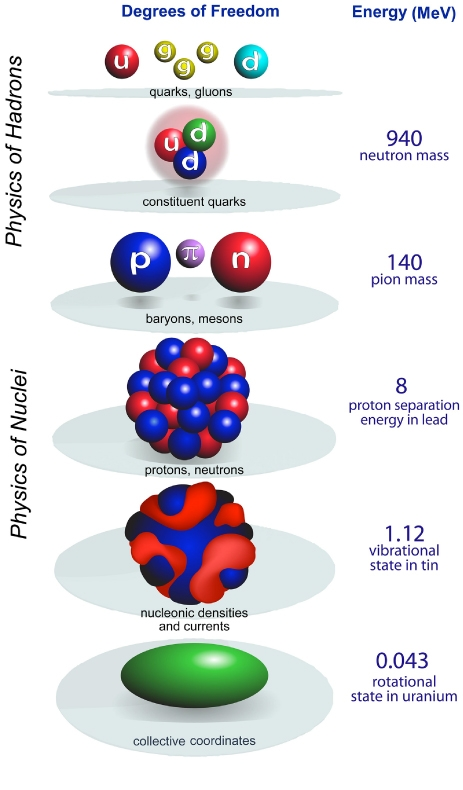 Degrees of Freedom
Energy (MeV)
Physics of Hadrons
u g g g d
quarks, gluons
u d d
940
neutron mass
constituent quarks
p π n
140
pion mass
baryons, mesons
Physics of Nuclei
8
proton separation
energy in lead
protons, neutrons
1.12
vibrational
state in tin
nucleonic densities
and currents
0.043
rotational
state in uranium
collective coordinates